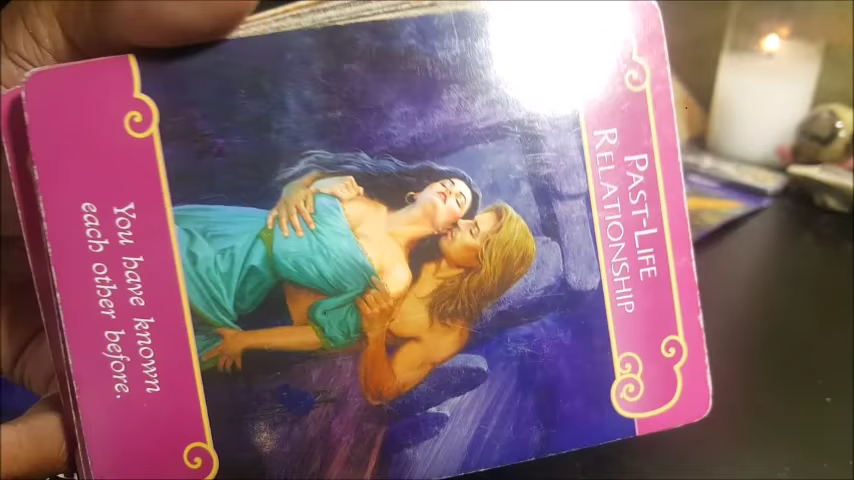 PAST-LIFE
RELATIONSHIP
You have known
each other before.